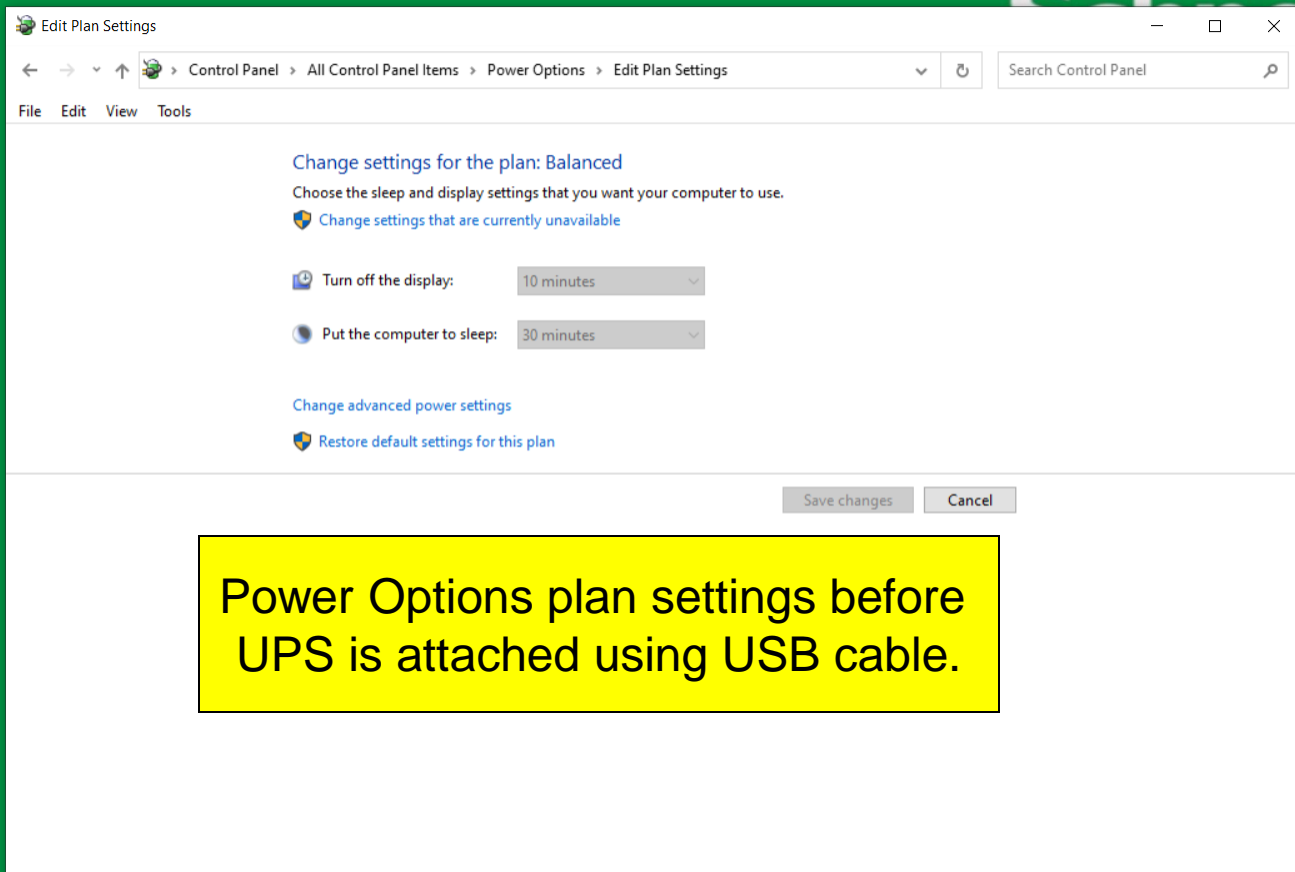 Edit Plan Settings
Control Panel > All Control Panel Items > Power Options > Edit Plan Settings
Search Control Panel
File Edit View Tools
Change settings for the plan: Balanced
Choose the sleep and display settings that you want your computer to use.
Change settings that are currently unavailable
Turn off the display: 10 minutes
Put the computer to sleep: 30 minutes
Change advanced power settings
Restore default settings for this plan
Save changes Cancel
Power Options plan settings before
UPS is attached using USB cable.